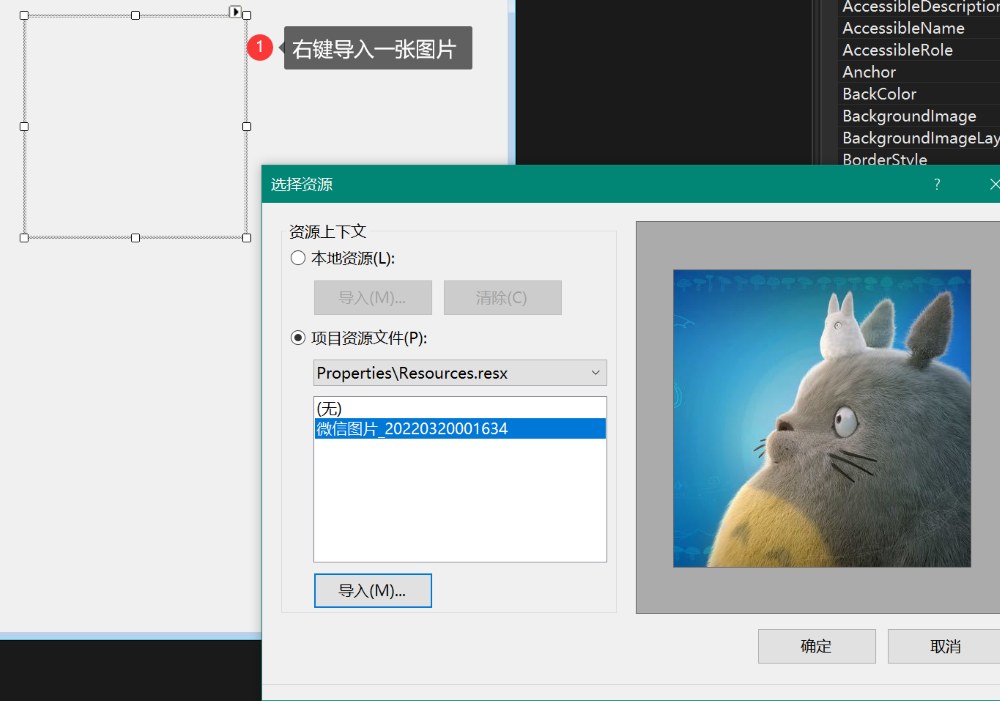 1 右键导入一张图片
AccessibleDescription
AccessibleName
AccessibleRole
Anchor
BackColor
BackgroundImage
BackgroundImageLay
BorderStyle
选择资源 ?
资源上下文
本地资源(L):
导入(M)... 清除(C)
项目资源文件(P):
Properties\Resources.resx
(无)
微信图片_20220320001634
导入(M)...
确定 取消